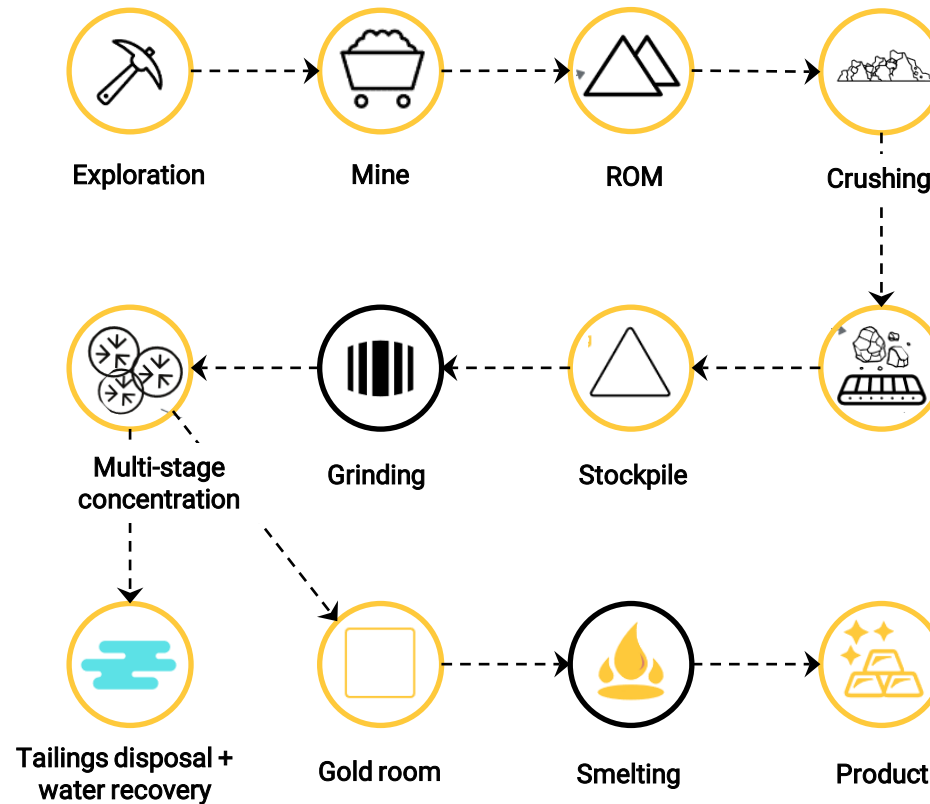 Exploration
Mine
ROM
Crushing
Multi-stage
concentration
Grinding
Stockpile
Tailings disposal +
water recovery
Gold room
Smelting
Product